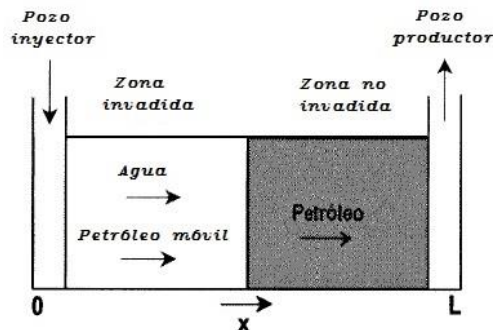 Pozo
inyector
Pozo
productor
Zona
invadida
Zona no
invadida
Agua
Petróleo móvil
Petróleo
0
x
L